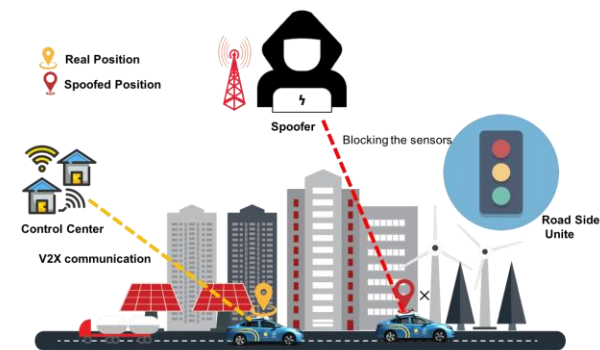 Real Position
Spoofed Position
Spoofer
Blocking the sensors
Control Center
V2X communication
Road Side
Unite
×